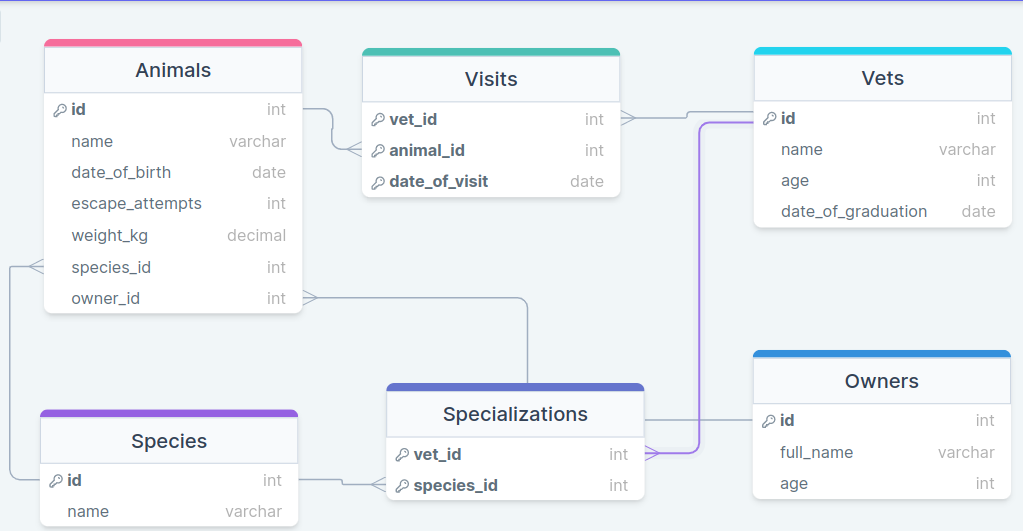 Animals
id int
name varchar
date_of_birth date
escape_attempts int
weight_kg decimal
species_id int
owner_id int
Visits
vet_id int
animal_id int
date_of_visit date
Vets
id int
name varchar
age int
date_of_graduation date
Species
id int
name varchar
Specializations
vet_id int
species_id int
Owners
id int
full_name varchar
age int